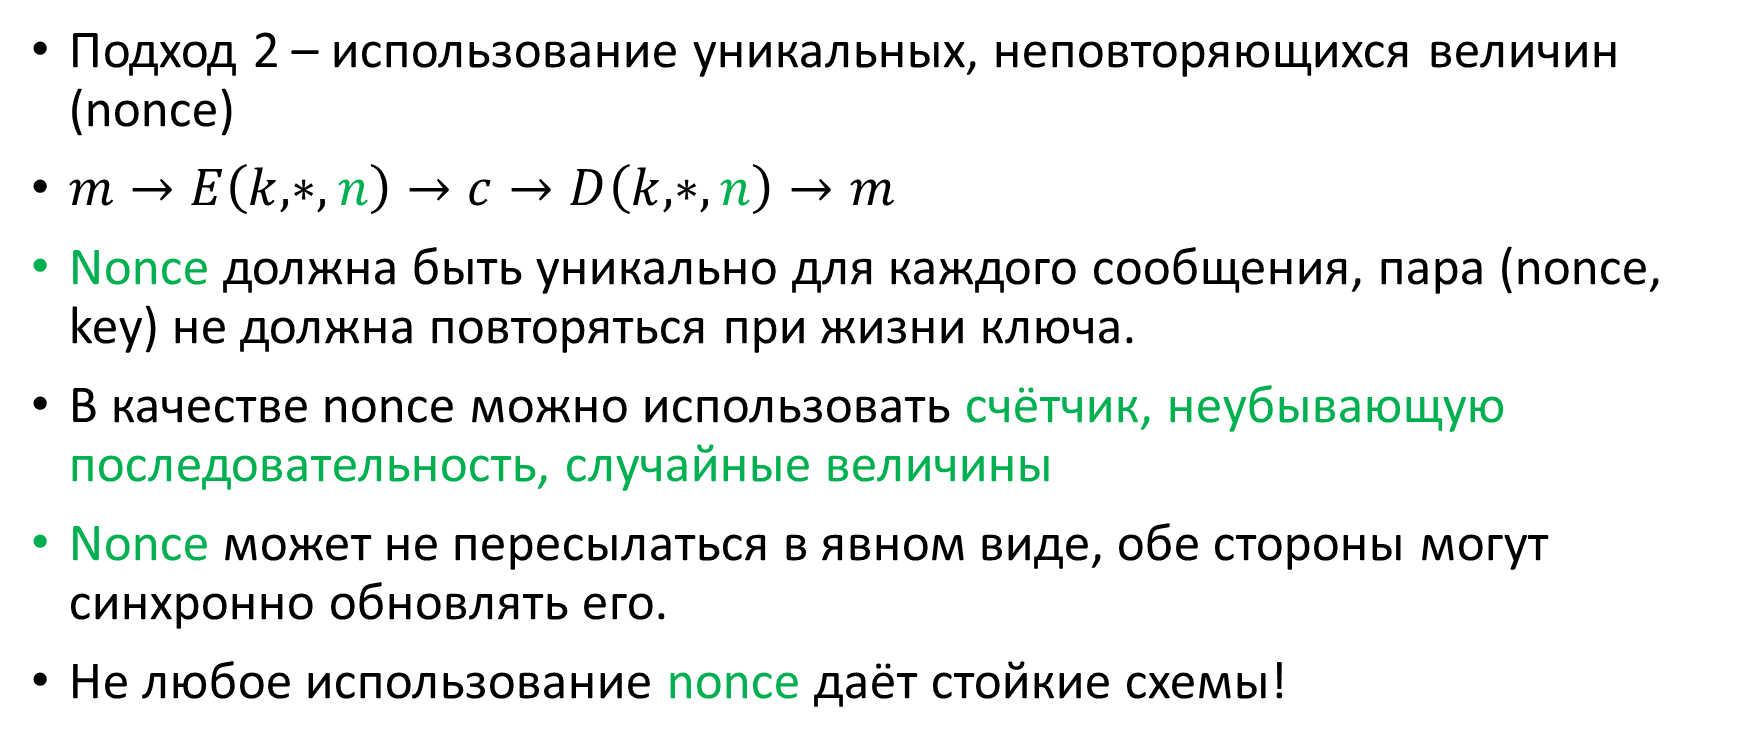 • Подход 2 – использование уникальных, неповторяющихся величин
(nonce)
• m → E(k,∗, n) → c → D(k,∗, n) → m
• Nonce должна быть уникально для каждого сообщения, пара (nonce,
key) не должна повторяться при жизни ключа.
• В качестве nonce можно использовать счётчик, неубывающую
последовательность, случайные величины
• Nonce может не пересылаться в явном виде, обе стороны могут
синхронно обновлять его.
• Не любое использование nonce даёт стойкие схемы!